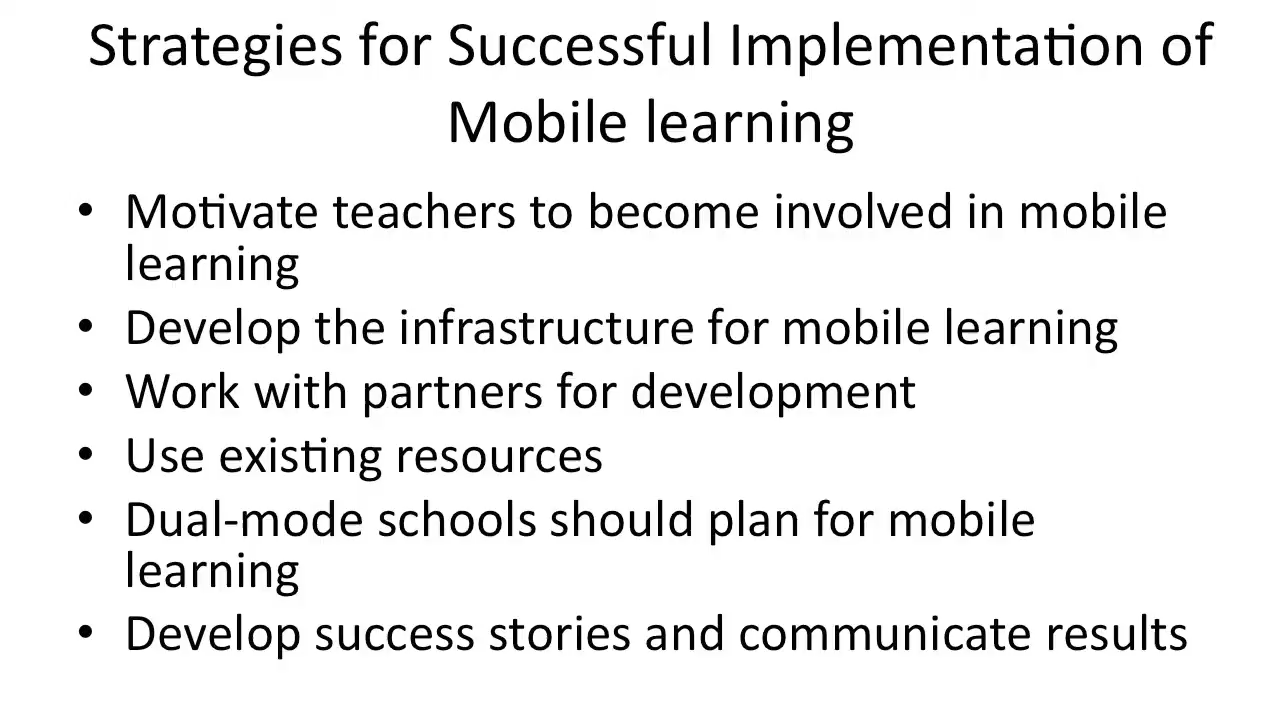 Strategies for Successful Implementation of
Mobile learning
• Motivate teachers to become involved in mobile
learning
• Develop the infrastructure for mobile learning
• Work with partners for development
• Use existing resources
• Dual-mode schools should plan for mobile
learning
• Develop success stories and communicate results